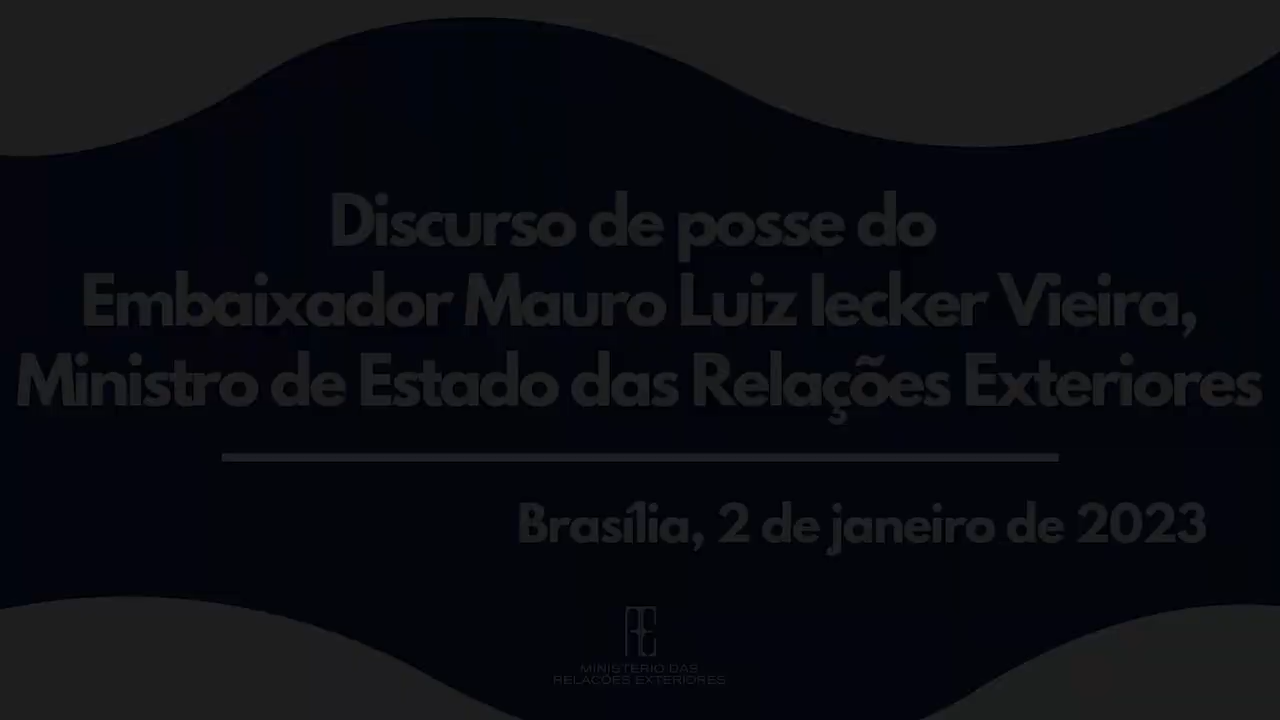 Discurso de posse do
Embaixador Mauro Luiz Iecker Vieira,
Ministro de Estado das Relações Exteriores
Brasília, 2 de janeiro de 2023
MINISTÉRIO DAS
RELAÇÕES EXTERIORES